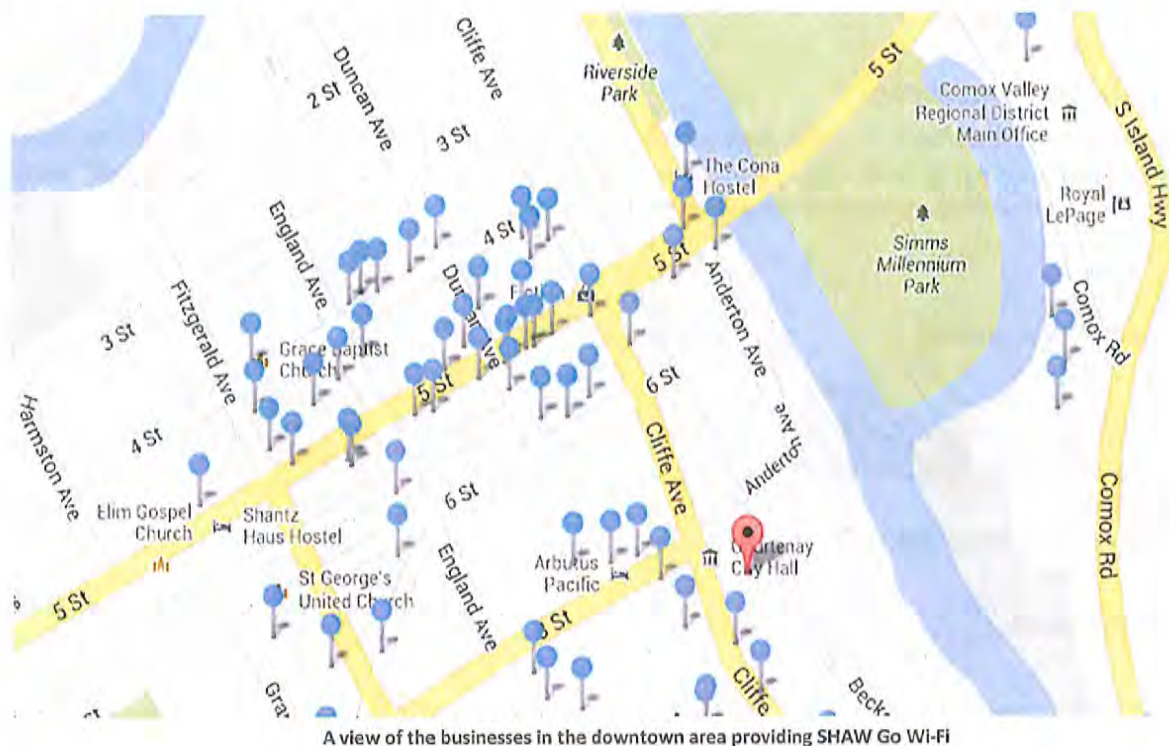 Cliffe Ave
Duncan Ave
2 St
3 St
Riverside
Park
5 St
Comox Valley
Regional District
Main Office
S Island Hwy
The Cona
Hostel
Royal
LePage
England Ave
4 St
5 St
Simms
Millennium
Park
Fitzgerald Ave
Anderton Ave
Comox Rd
3 St
Grace Baptist
Church
5 St
6 St
Harmston Ave
4 St
Cliffe Ave
6 St
Elim Gospel
Church
Shantz
Haus Hostel
Arbutus
Pacific
Courtenay
City Hall
Comox Rd
5 St
St George's
United Church
England Ave
St
Cliffe
A view of the businesses in the downtown area providing SHAW Go Wi-Fi